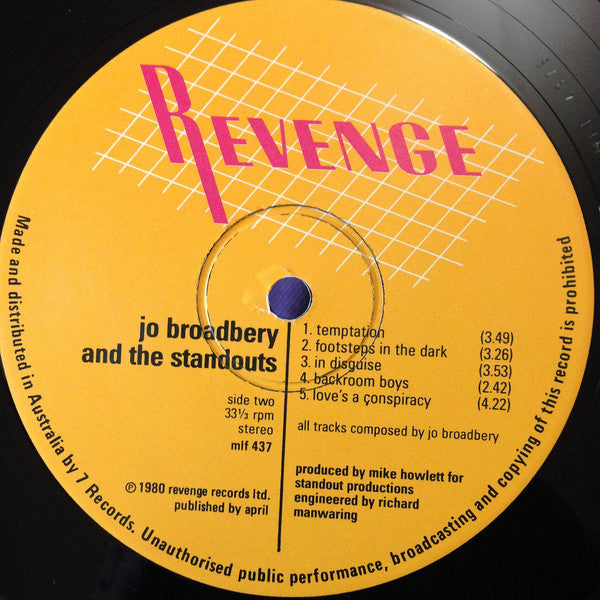 REVENGE
jo broadbery
and the standouts
side two
33⅓ rpm
stereo
mlf 437
℗ 1980 revenge records ltd.
published by april
1. temptation (3.49)
2. footsteps in the dark (3.26)
3. in disguise (3.53)
4. backroom boys (2.42)
5. love's a conspiracy (4.22)
all tracks composed by jo broadbery
produced by mike howlett for
standout productions
engineered by richard
manwaring
Made and distributed in Australia by 7 Records. Unauthorised public performance, broadcasting and copying of this record is prohibited